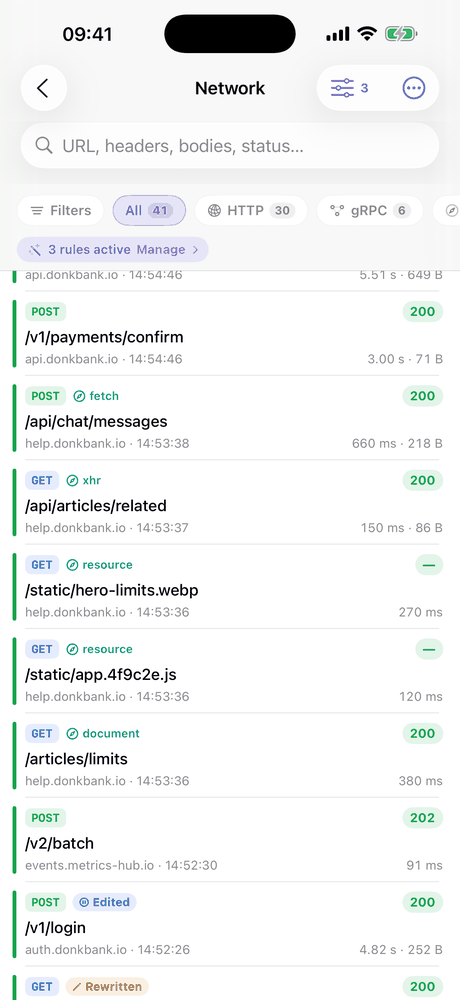 09:41
Network
3
URL, headers, bodies, status...
Filters
All 41
HTTP 30
gRPC 6
3 rules active Manage
api.donkbank.io · 14:54:46 5.51 s · 649 B
POST 200
/v1/payments/confirm
api.donkbank.io · 14:54:46 3.00 s · 71 B
POST fetch 200
/api/chat/messages
help.donkbank.io · 14:53:38 660 ms · 218 B
GET xhr 200
/api/articles/related
help.donkbank.io · 14:53:37 150 ms · 86 B
GET resource —
/static/hero-limits.webp
help.donkbank.io · 14:53:36 270 ms
GET resource —
/static/app.4f9c2e.js
help.donkbank.io · 14:53:36 120 ms
GET document 200
/articles/limits
help.donkbank.io · 14:53:36 380 ms
POST 202
/v2/batch
events.metrics-hub.io · 14:52:30 91 ms
POST Edited 200
/v1/login
auth.donkbank.io · 14:52:26 4.82 s · 252 B
GET Rewritten 200